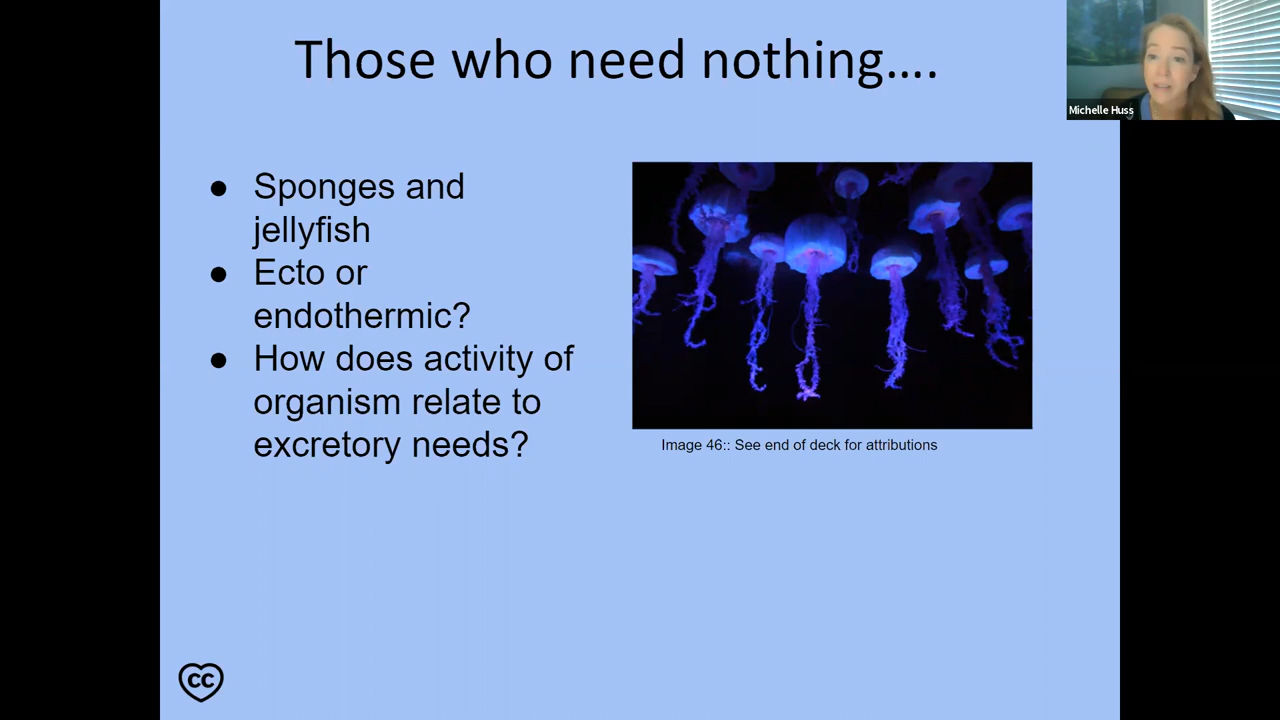 Those who need nothing….
Michelle Huss
● Sponges and
jellyfish
● Ecto or
endothermic?
● How does activity of
organism relate to
excretory needs?
Image 46:: See end of deck for attributions
CC